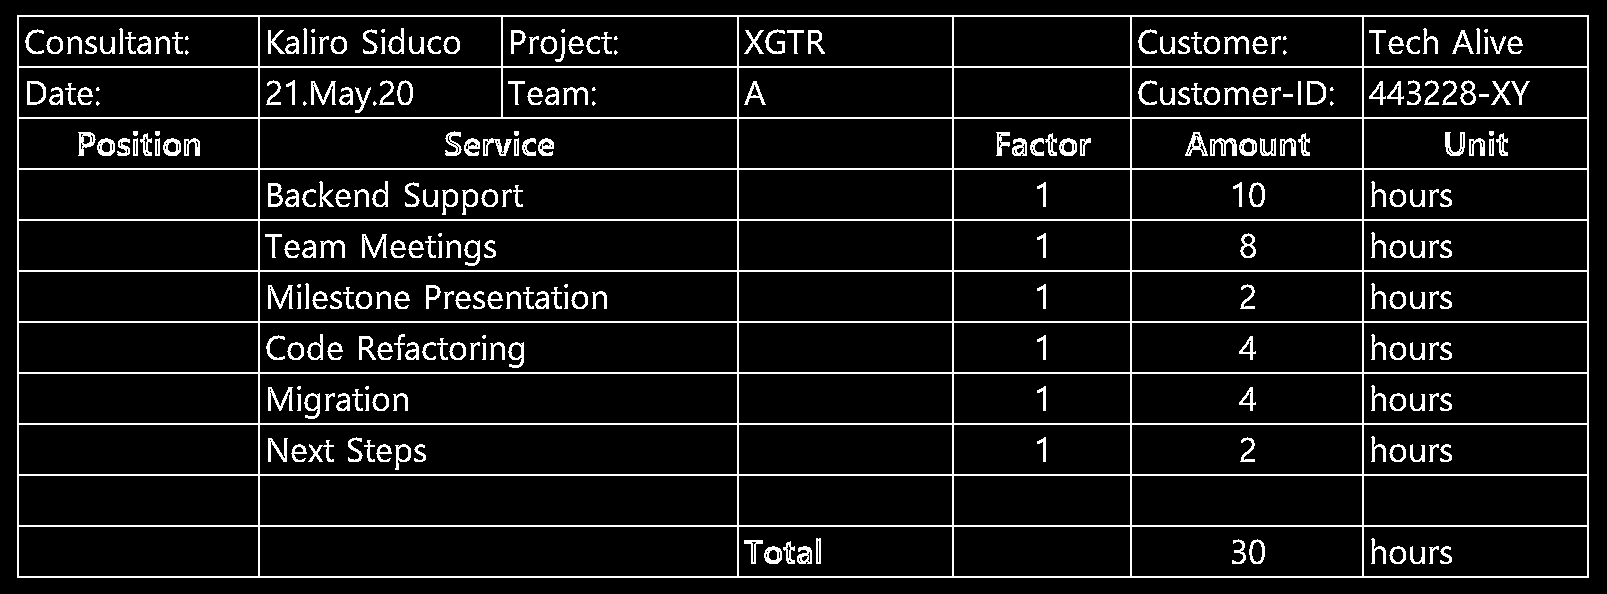 Consultant: Kaliro Siduco Project: XGTR Customer: Tech Alive
Date: 21.May.20 Team: A Customer-ID: 443228-XY
Position Service Factor Amount Unit
Backend Support 1 10 hours
Team Meetings 1 8 hours
Milestone Presentation 1 2 hours
Code Refactoring 1 4 hours
Migration 1 4 hours
Next Steps 1 2 hours
Total 30 hours